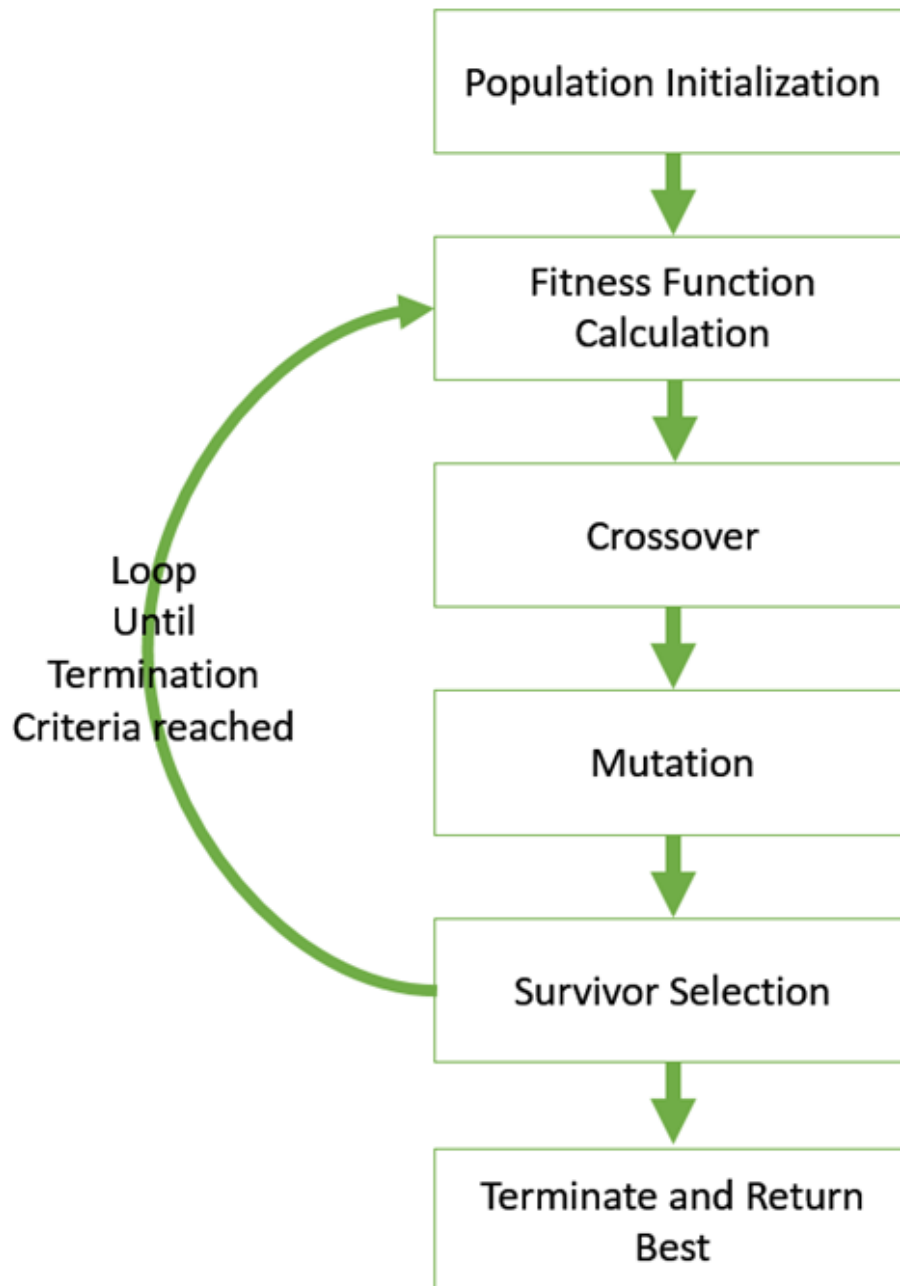 Population Initialization
Fitness Function
Calculation
Crossover
Loop
Until
Termination
Criteria reached
Mutation
Survivor Selection
Terminate and Return
Best